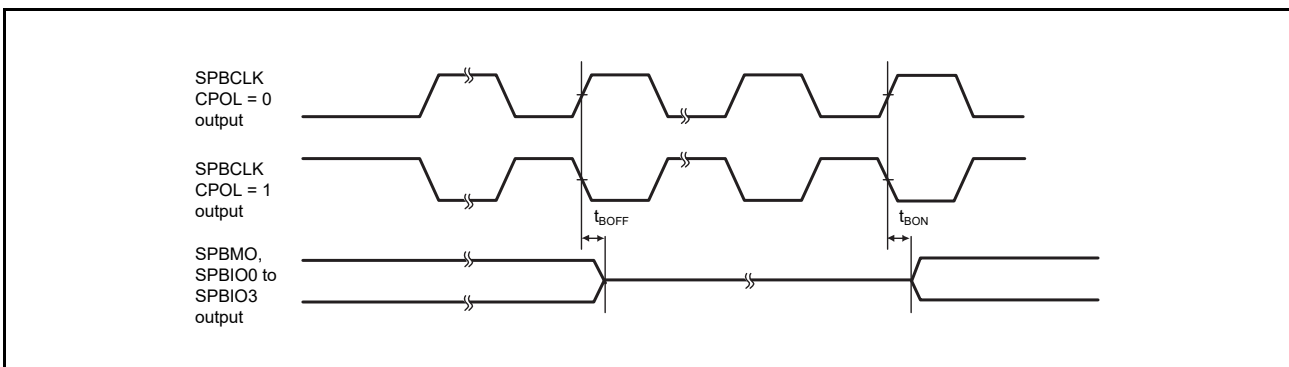 SPBCLK
CPOL = 0
output
SPBCLK
CPOL = 1
output
tBOFF
tBON
SPBMO,
SPBIO0 to
SPBIO3
output